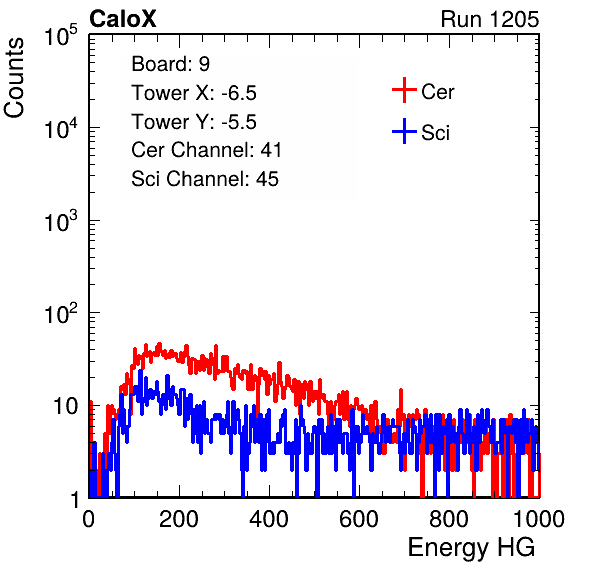 CaloX Run 1205
Counts
Board: 9
Tower X: -6.5
Tower Y: -5.5
Cer Channel: 41
Sci Channel: 45
Cer
Sci
10^5
10^4
10^3
10^2
10
1
0 200 400 600 800 1000
Energy HG